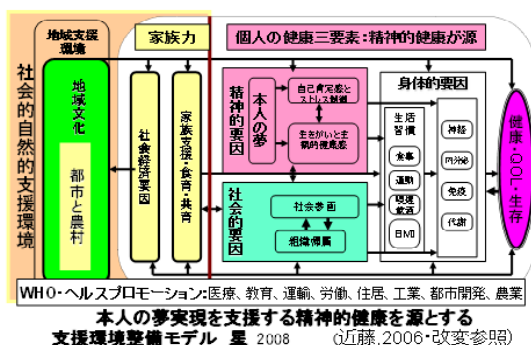 地域支援
環境
家族力
個人の健康三要素：精神的健康が源
社会的自然的支援環境
地域文化
都市と農村
社会経済要因
家族支援・食育・共育
精神的要因
本人の夢
自己肯定感と
ストレス制御
生きがいと主
観的健康感
社会的要因
社会参画
組織帰属
身体的要因
生活
習慣
食事
運動
喫煙
飲酒
BMI
神経
内分泌
免疫
代謝
健康・QOL・生存
WHO・ヘルスプロモーション：医療、教育、運輸、労働、住居、工業、都市開発、農業
本人の夢実現を支援する精神的健康を源とする
支援環境整備モデル 星 2008 (近藤,2006・改変参照)